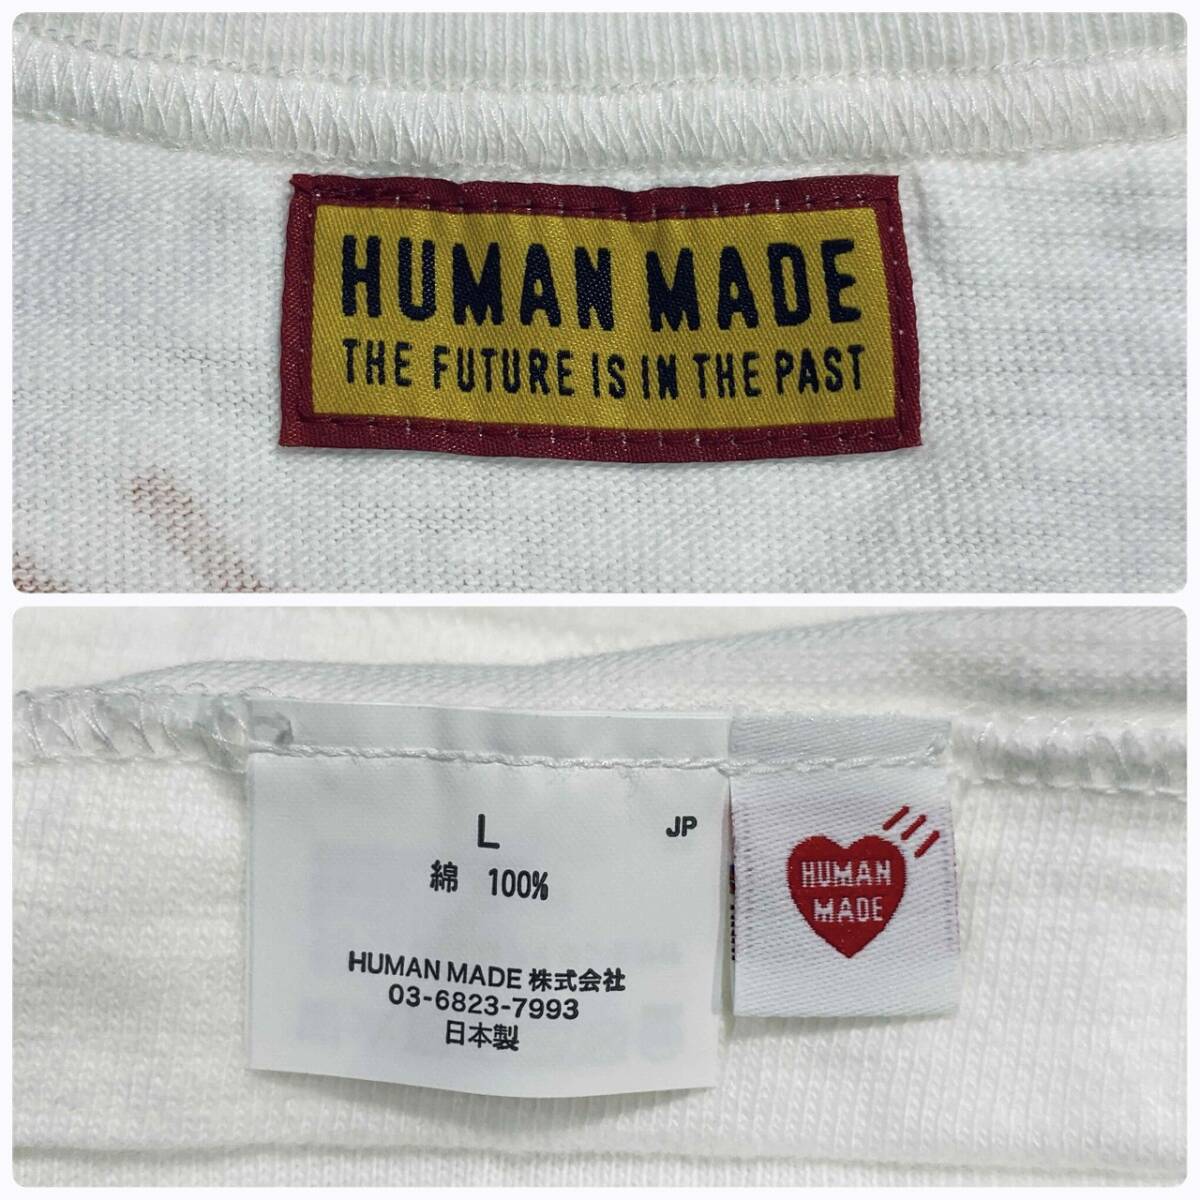 HUMAN MADE
THE FUTURE IS IN THE PAST
L
JP
綿 100%
HUMAN MADE 株式会社
03-6823-7993
日本製
HUMAN
MADE